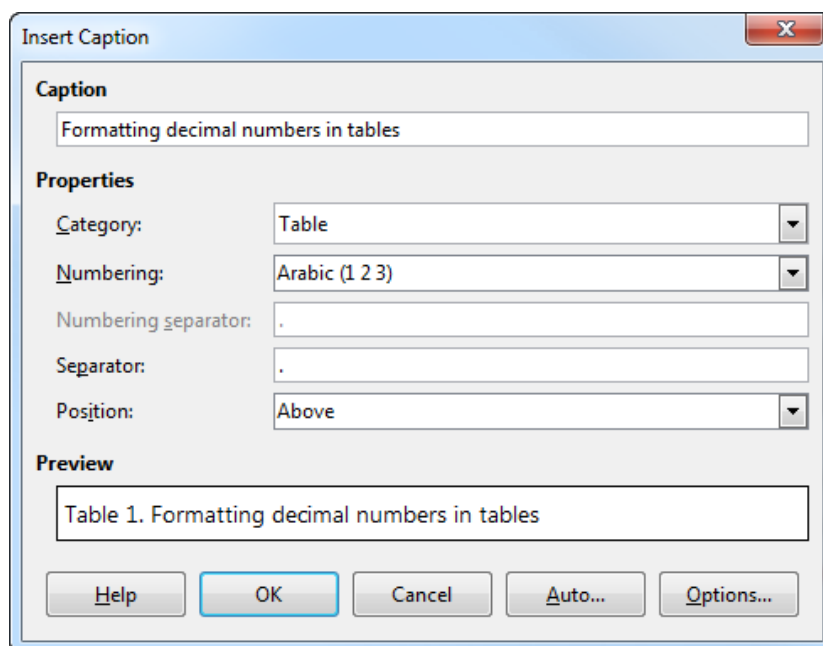 Insert Caption
Caption
Formatting decimal numbers in tables
Properties
Category: Table
Numbering: Arabic (1 2 3)
Numbering separator: .
Separator: .
Position: Above
Preview
Table 1. Formatting decimal numbers in tables
Help OK Cancel Auto... Options...